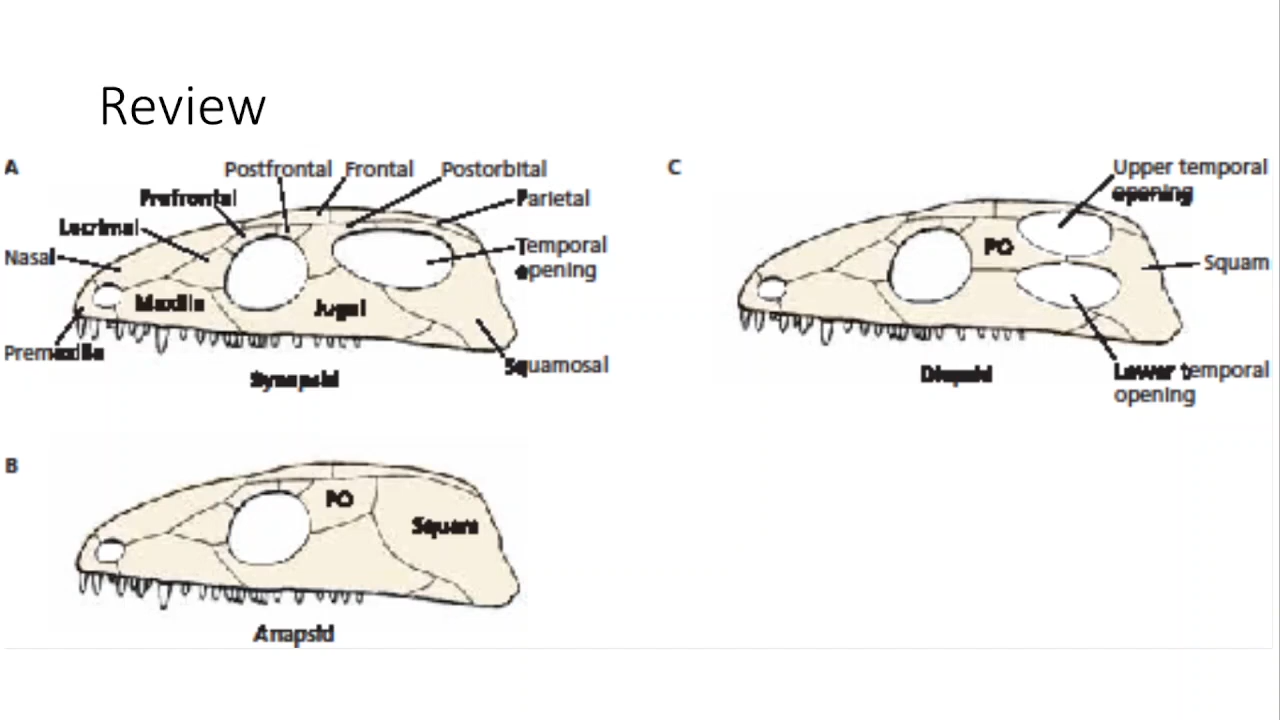 Review
A
Postfrontal
Frontal
Postorbital
Prefrontal
Parietal
Lacrimal
Temporal
opening
Nasal
Maxilla
Jugal
Premaxilla
Squamosal
Synapsid
C
Upper temporal
opening
PO
Squam
Lower temporal
opening
Diapsid
B
PO
Squam
Anapsid